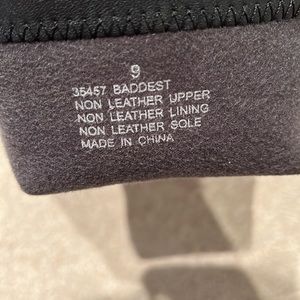 9
35457 BADDEST
NON LEATHER UPPER
NON LEATHER LINING
NON LEATHER SOLE
MADE IN CHINA